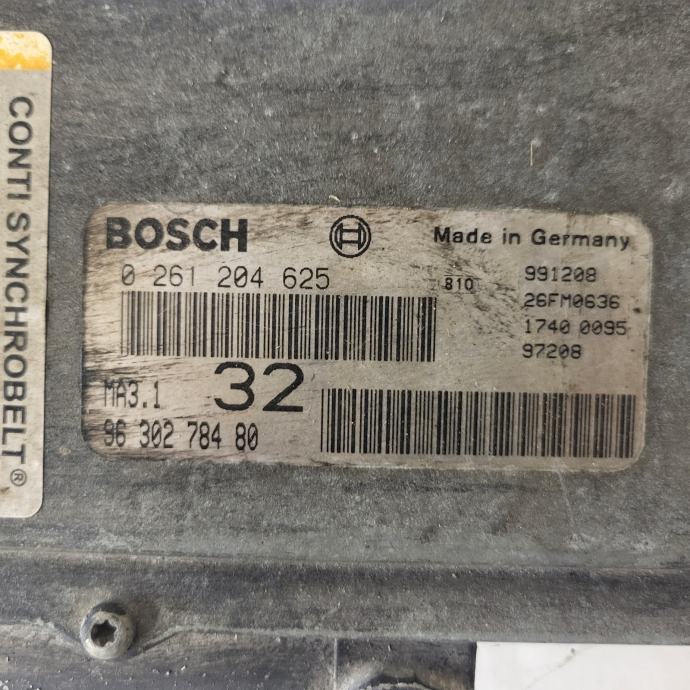 CONTI SYNCHROBELT®
BOSCH
Made in Germany
0 261 204 625
810
991208
26FM0636
1740 0095
97208
MA3.1
32
96 302 784 80